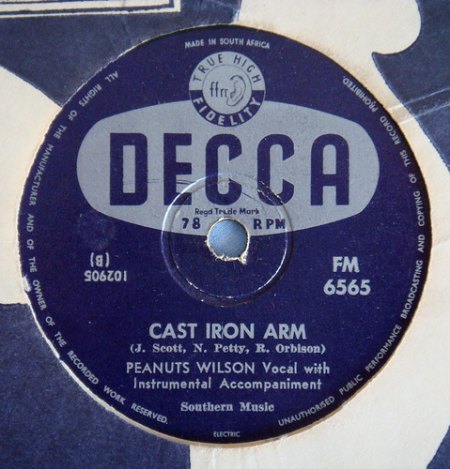 MADE IN SOUTH AFRICA
TRUE HIGH
ffrr
FIDELITY
DECCA
Regd Trade Mark
78 RPM
FM
6565
102905
(B)
CAST IRON ARM
(J. Scott, N. Petty, R. Orbison)
PEANUTS WILSON Vocal with
Instrumental Accompaniment
Southern Music
ELECTRIC
ALL RIGHTS OF THE MANUFACTURER AND OF THE OWNER OF THE RECORDED WORK RESERVED.
UNAUTHORISED PUBLIC PERFORMANCE BROADCASTING AND COPYING OF THIS RECORD PROHIBITED.